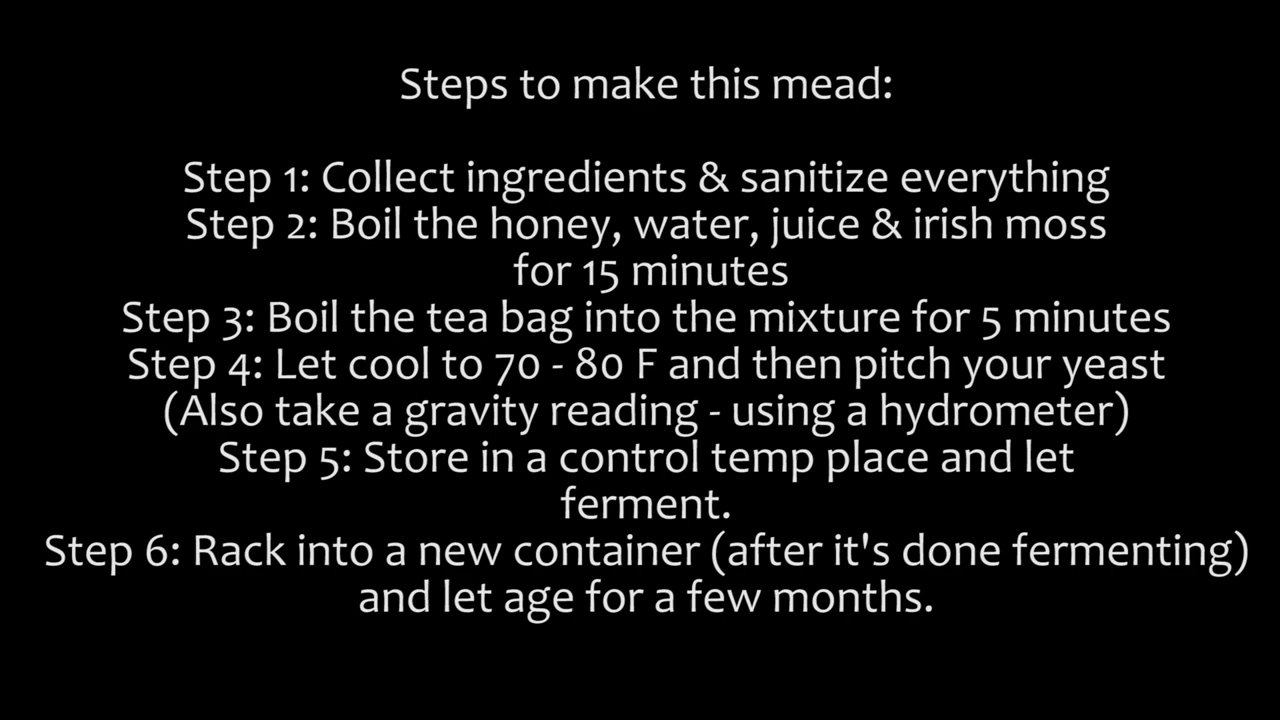 Steps to make this mead:
Step 1: Collect ingredients & sanitize everything
Step 2: Boil the honey, water, juice & irish moss
for 15 minutes
Step 3: Boil the tea bag into the mixture for 5 minutes
Step 4: Let cool to 70 - 80 F and then pitch your yeast
(Also take a gravity reading - using a hydrometer)
Step 5: Store in a control temp place and let
ferment.
Step 6: Rack into a new container (after it's done fermenting)
and let age for a few months.